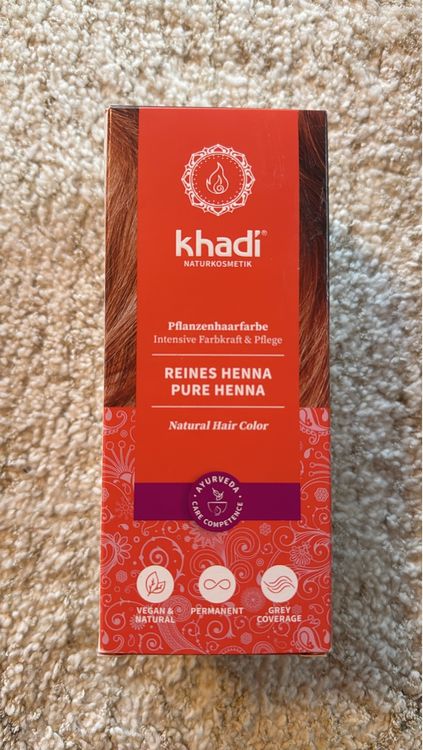 khadi®
NATURKOSMETIK
Pflanzenhaarfarbe
Intensive Farbkraft & Pflege
REINES HENNA
PURE HENNA
Natural Hair Color
AYURVEDA
CARE COMPETENCE
VEGAN &
NATURAL
PERMANENT
GREY
COVERAGE